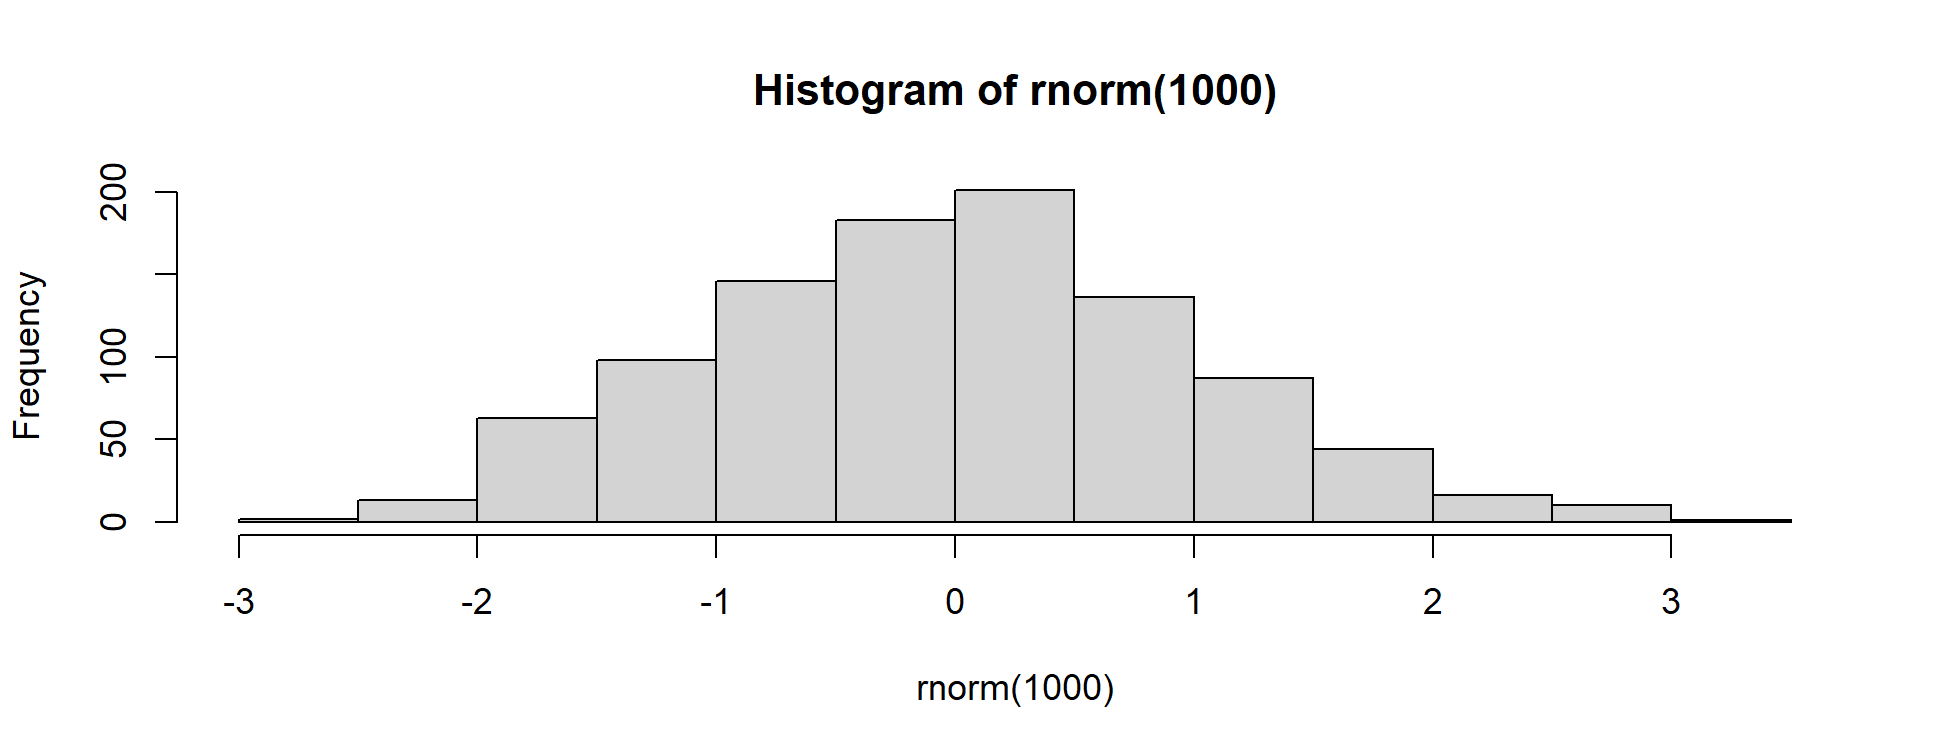 Histogram of rnorm(1000)
Frequency
200
100
50
0
-3 -2 -1 0 1 2 3
rnorm(1000)